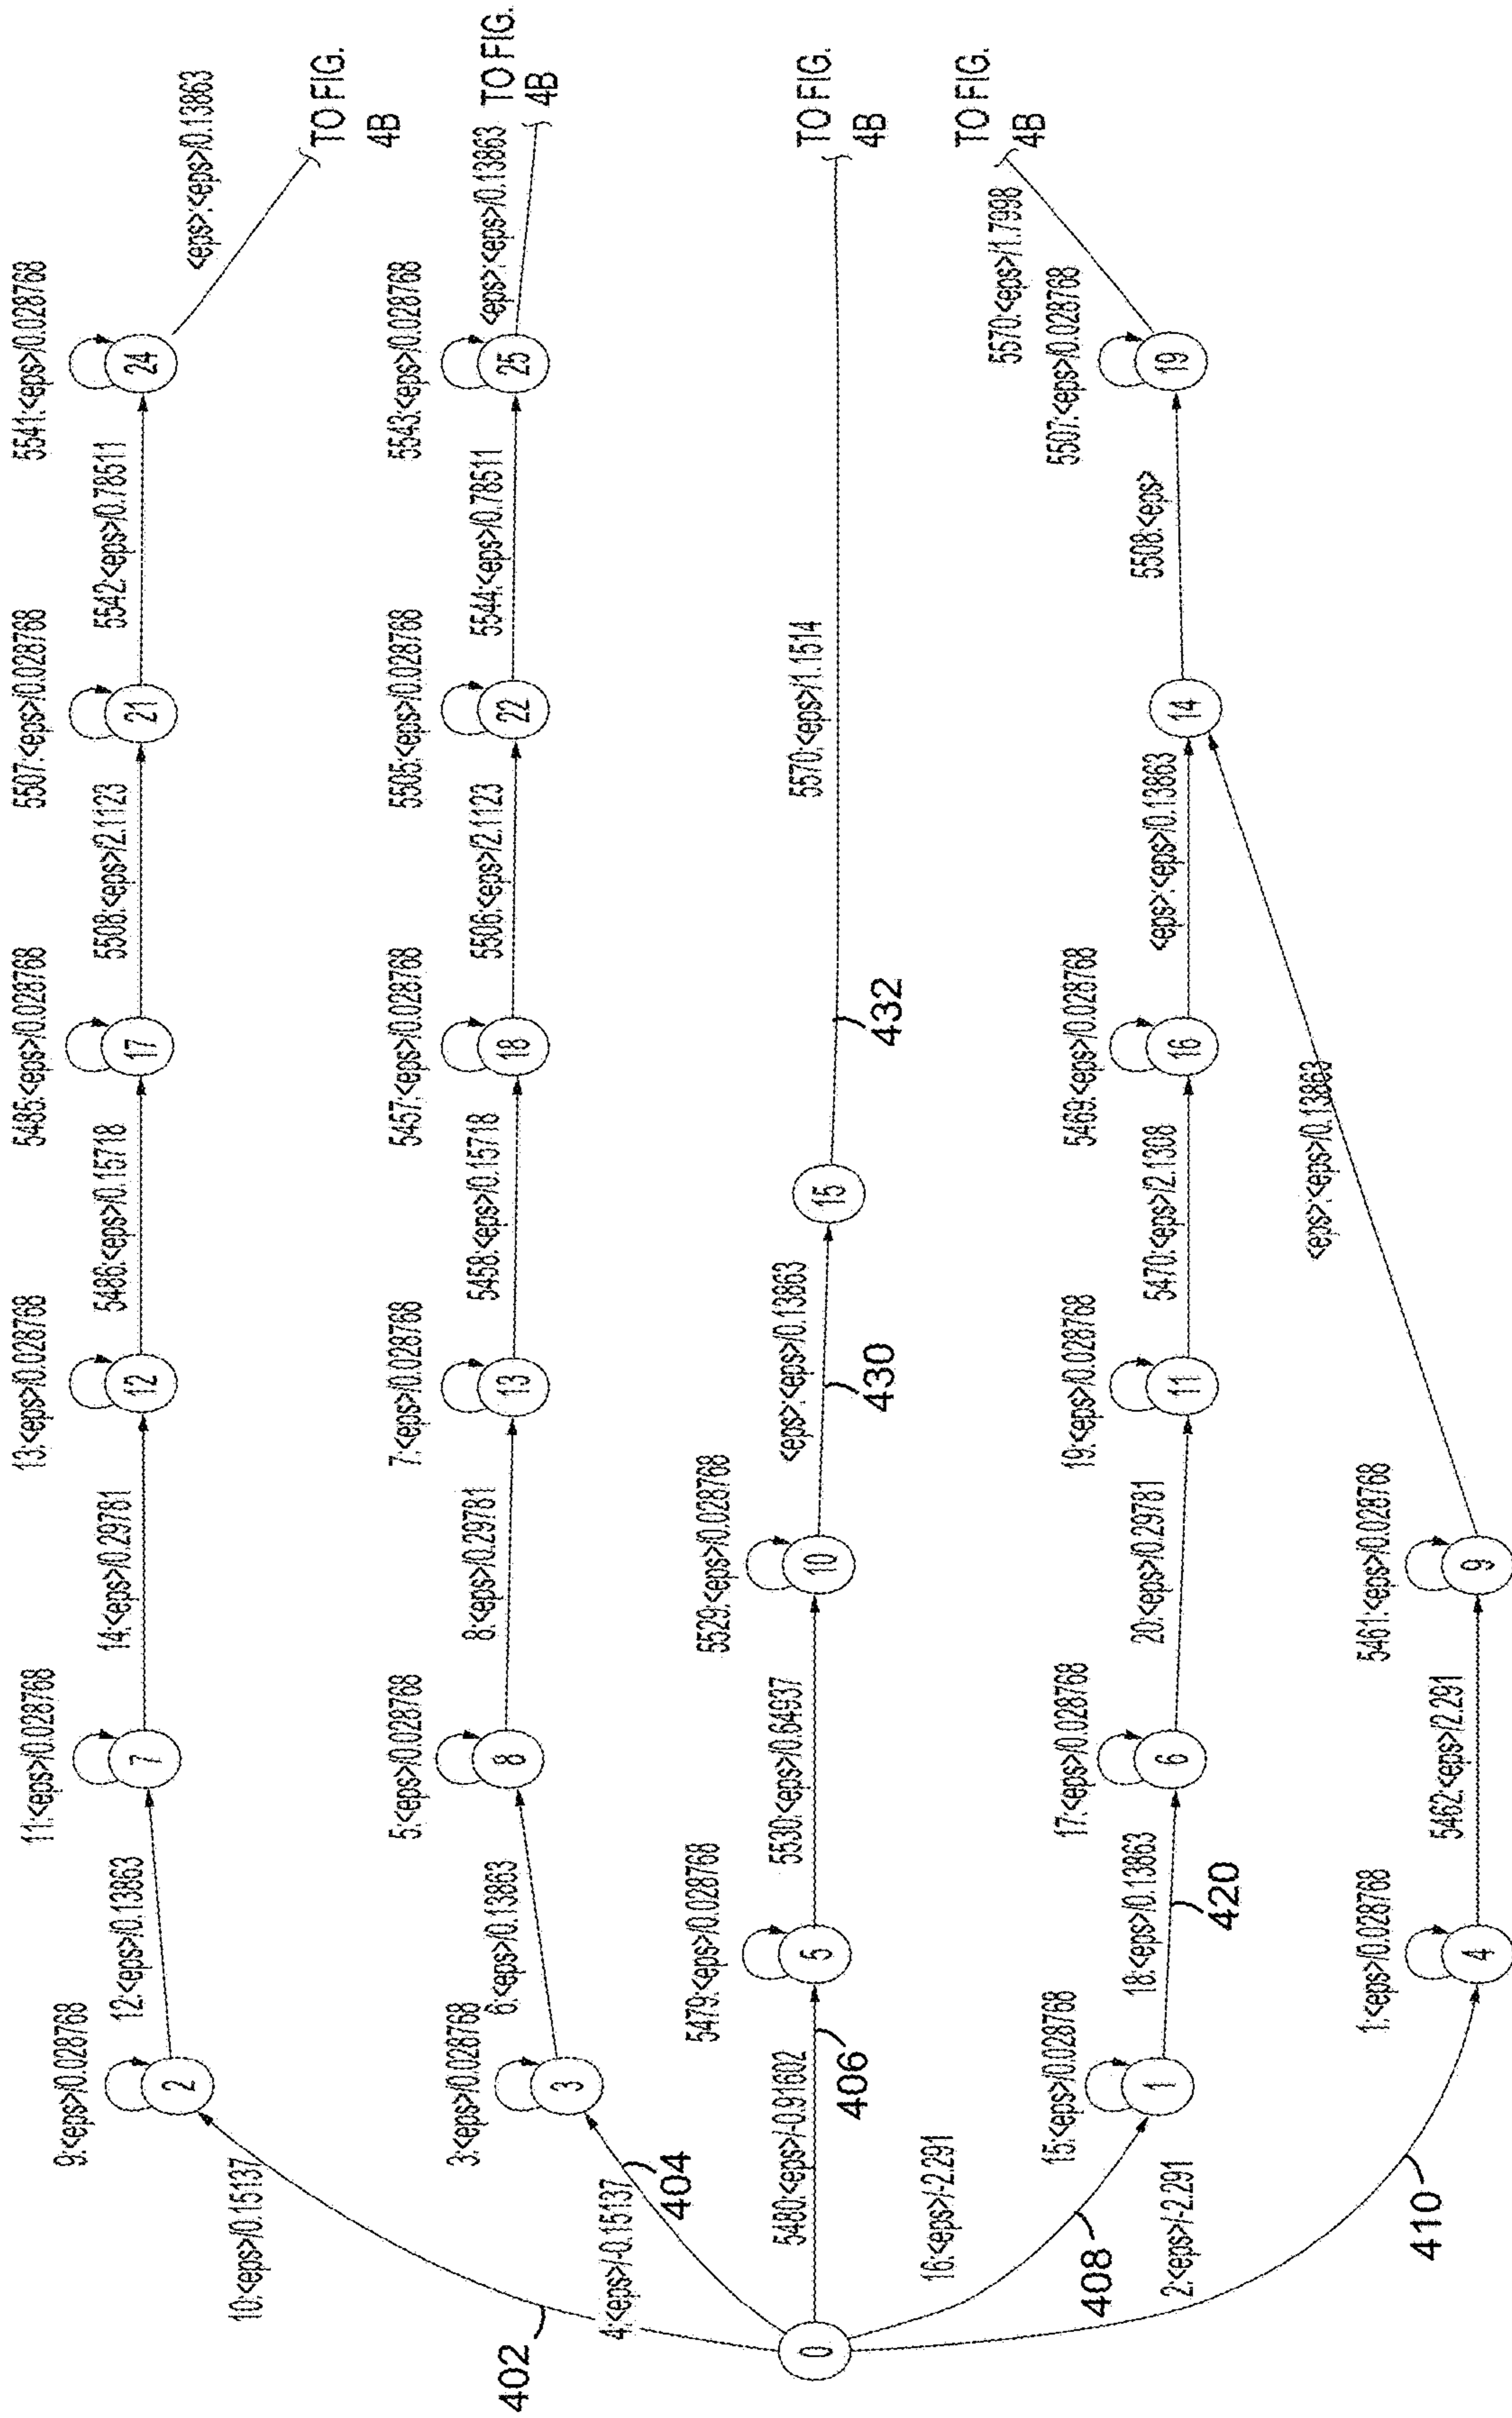 9:<eps>/0.028768
11:<eps>/0.028768
13:<eps>/0.028768
5485:<eps>/0.028768
5507:<eps>/0.028768
5541:<eps>/0.028768
10:<eps>/0.15137
2
12:<eps>/0.13863
7
14:<eps>/0.29781
12
5486:<eps>/0.15718
17
5508:<eps>/2.1123
21
5542:<eps>/0.78511
24
<eps>:<eps>/0.13863
TO FIG.
4B
402
3:<eps>/0.028768
5:<eps>/0.028768
7:<eps>/0.028768
5457:<eps>/0.028768
5505:<eps>/0.028768
5543:<eps>/0.028768
4:<eps>/-0.15137
404
3
6:<eps>/0.13863
8
8:<eps>/0.29781
13
5458:<eps>/0.15718
18
5506:<eps>/2.1123
22
5544:<eps>/0.78511
25
<eps>:<eps>/0.13863
TO FIG.
4B
5479:<eps>/0.028768
5529:<eps>/0.028768
0
5480:<eps>/-0.91602
406
5
5530:<eps>/0.64937
10
<eps>:<eps>/0.13863
430
15
5570:<eps>/1.1514
432
TO FIG.
4B
15:<eps>/0.028768
17:<eps>/0.028768
19:<eps>/0.028768
5469:<eps>/0.028768
5507:<eps>/0.028768
16:<eps>/-2.291
408
1
18:<eps>/0.13863
420
6
20:<eps>/0.29781
11
5470:<eps>/2.1308
16
<eps>:<eps>/0.13863
14
5508:<eps>
19
5570:<eps>/1.7998
TO FIG.
4B
2:<eps>/-2.291
410
1:<eps>/0.028768
4
5462:<eps>/2.291
5461:<eps>/0.028768
9
<eps>:<eps>/0.13863